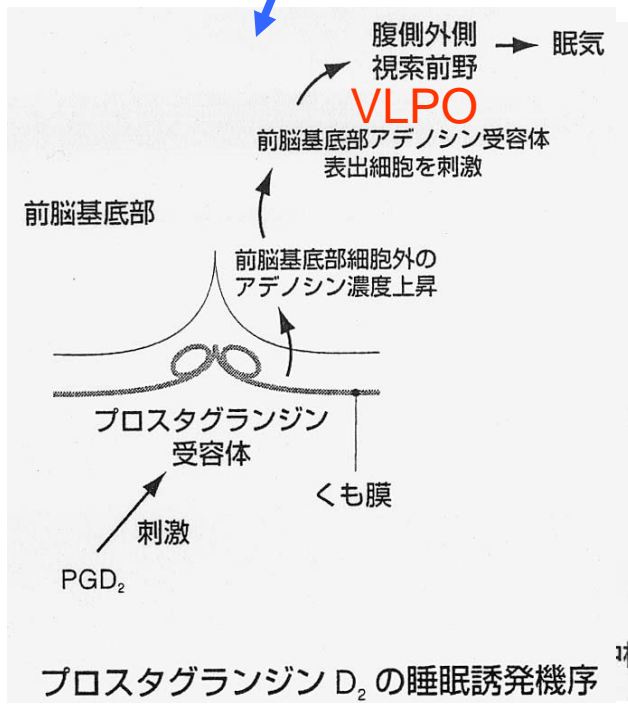 腹側外側
視索前野
眠気
VLPO
前脳基底部アデノシン受容体
表出細胞を刺激
前脳基底部
前脳基底部細胞外の
アデノシン濃度上昇
プロスタグランジン
受容体
くも膜
刺激
PGD₂
プロスタグランジン D₂ の睡眠誘発機序